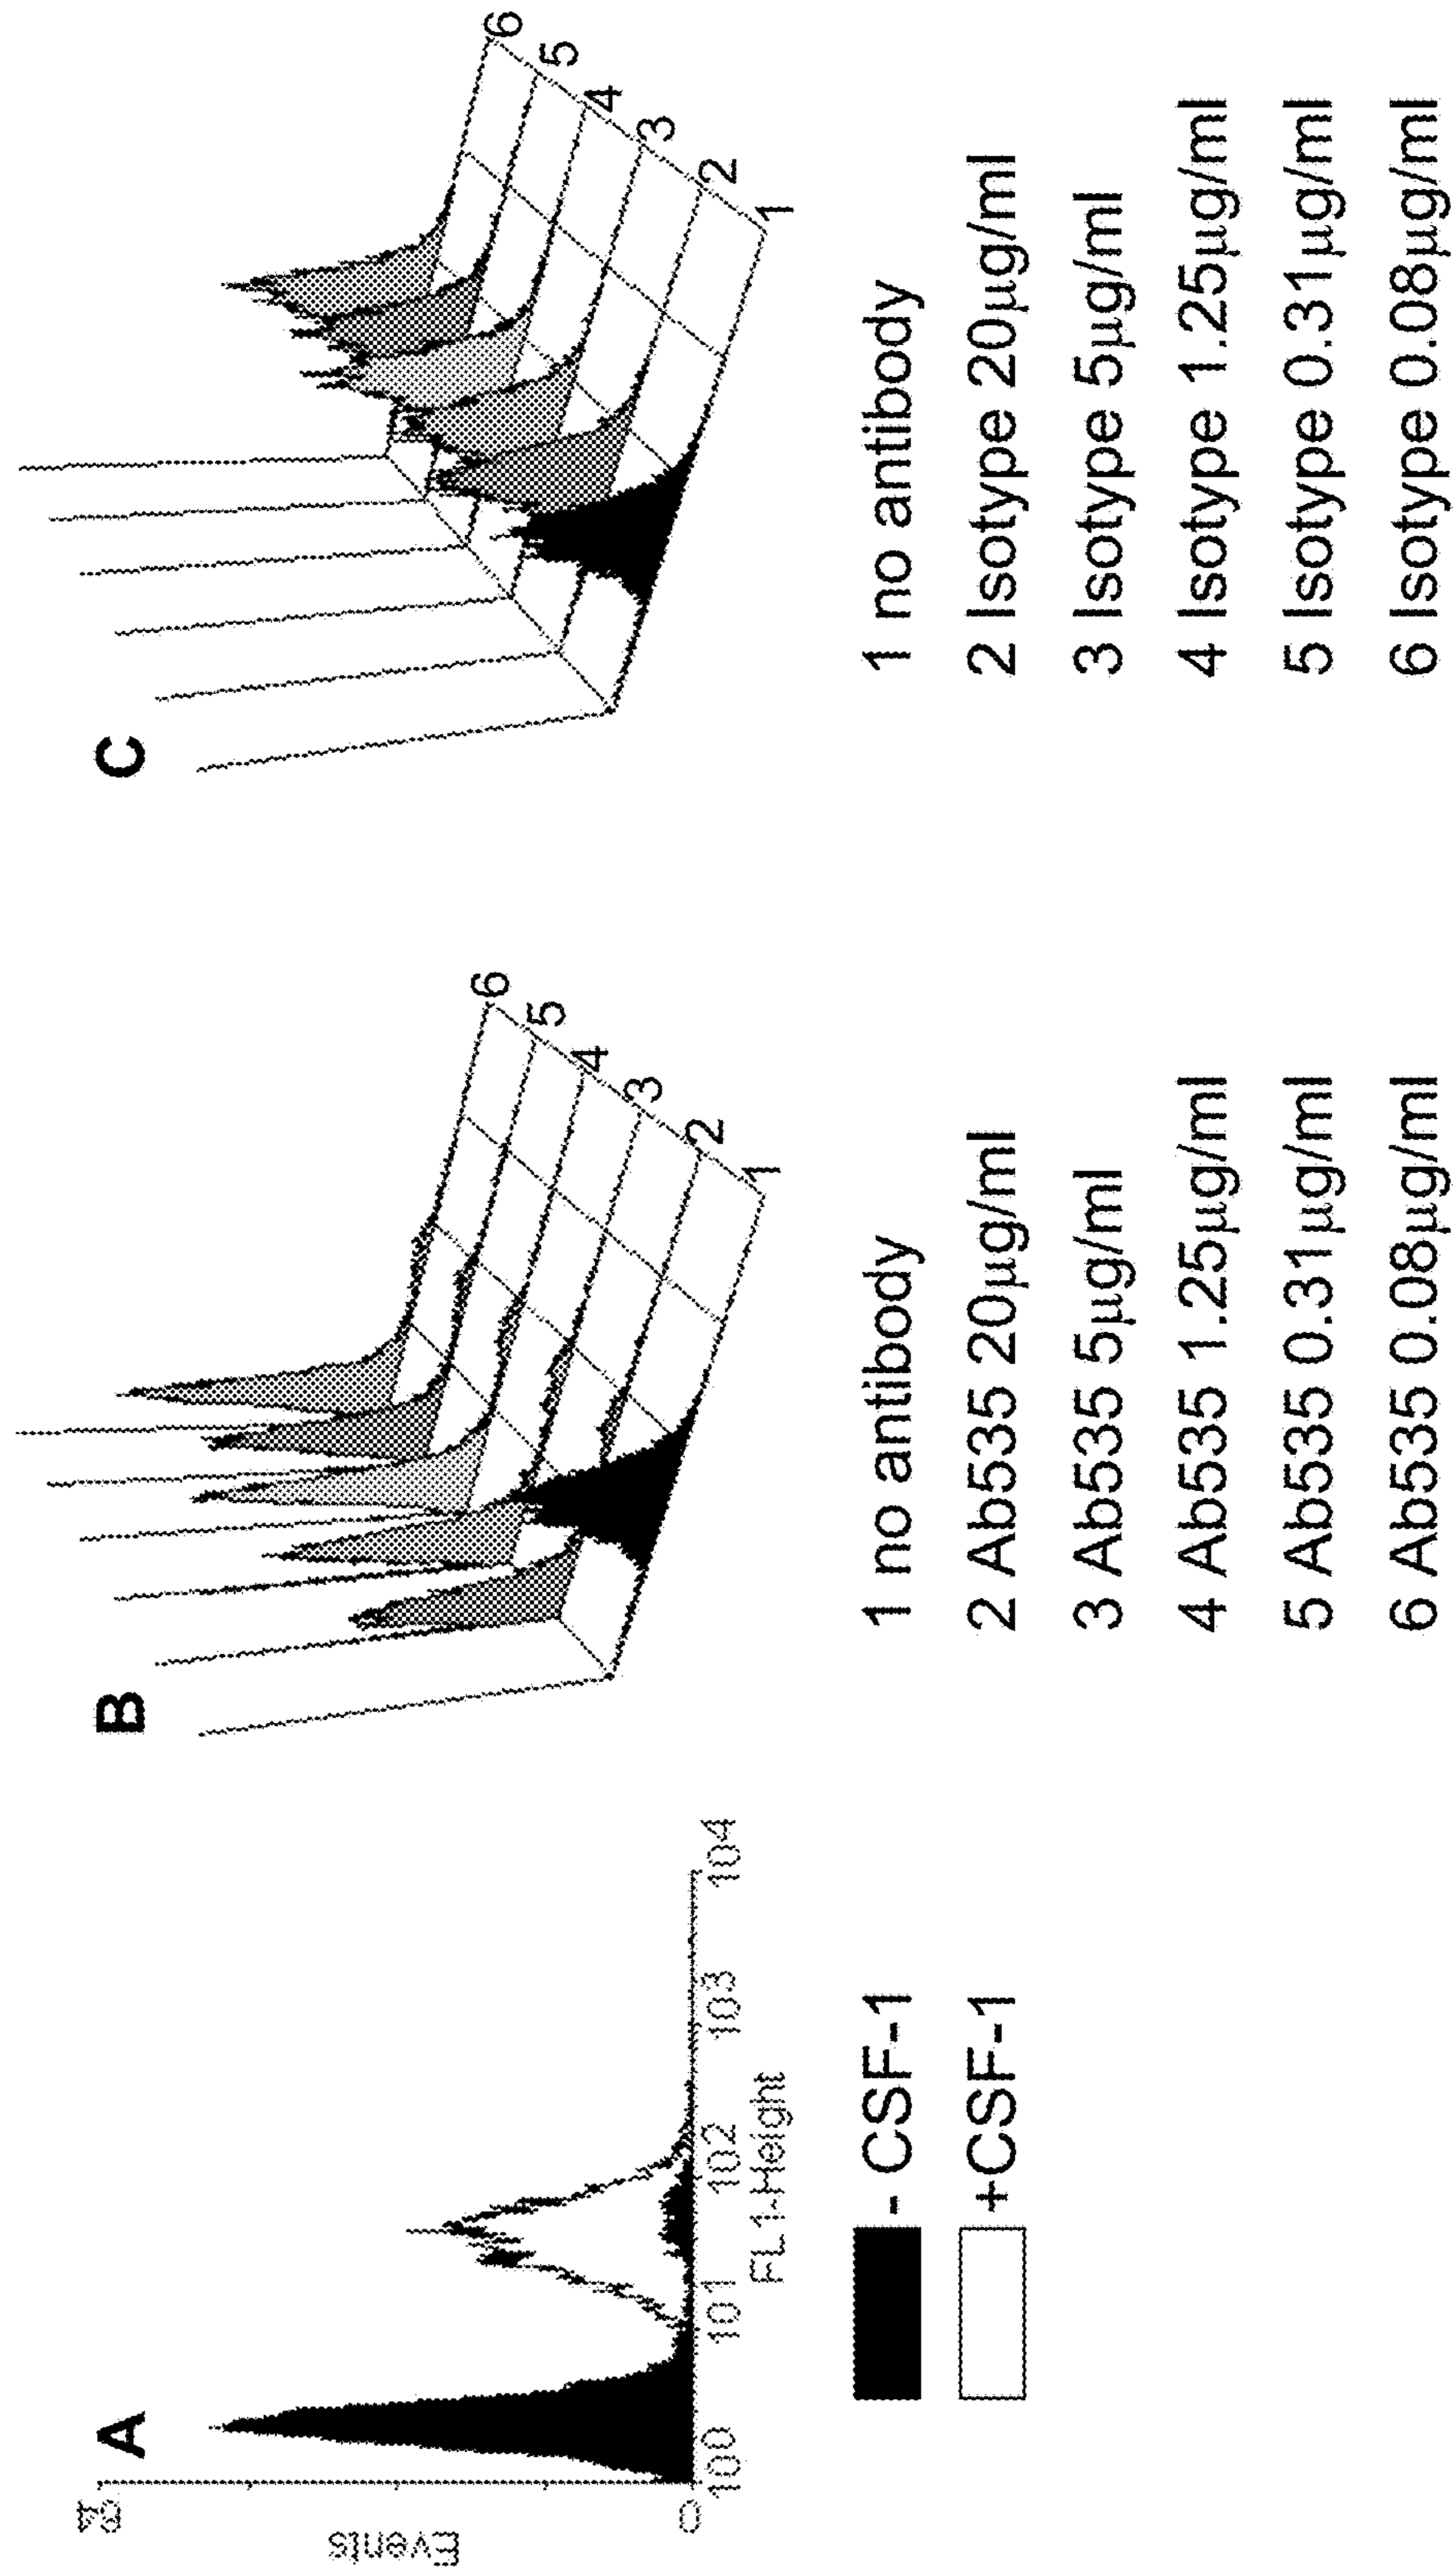 A
Events
64
0
100
101
102
103
104
FL1-Height
- CSF-1
+CSF-1
B
1
2
3
4
5
6
1 no antibody
2 Ab535 20µg/ml
3 Ab535 5µg/ml
4 Ab535 1.25µg/ml
5 Ab535 0.31µg/ml
6 Ab535 0.08µg/ml
C
1
2
3
4
5
6
1 no antibody
2 Isotype 20µg/ml
3 Isotype 5µg/ml
4 Isotype 1.25µg/ml
5 Isotype 0.31µg/ml
6 Isotype 0.08µg/ml